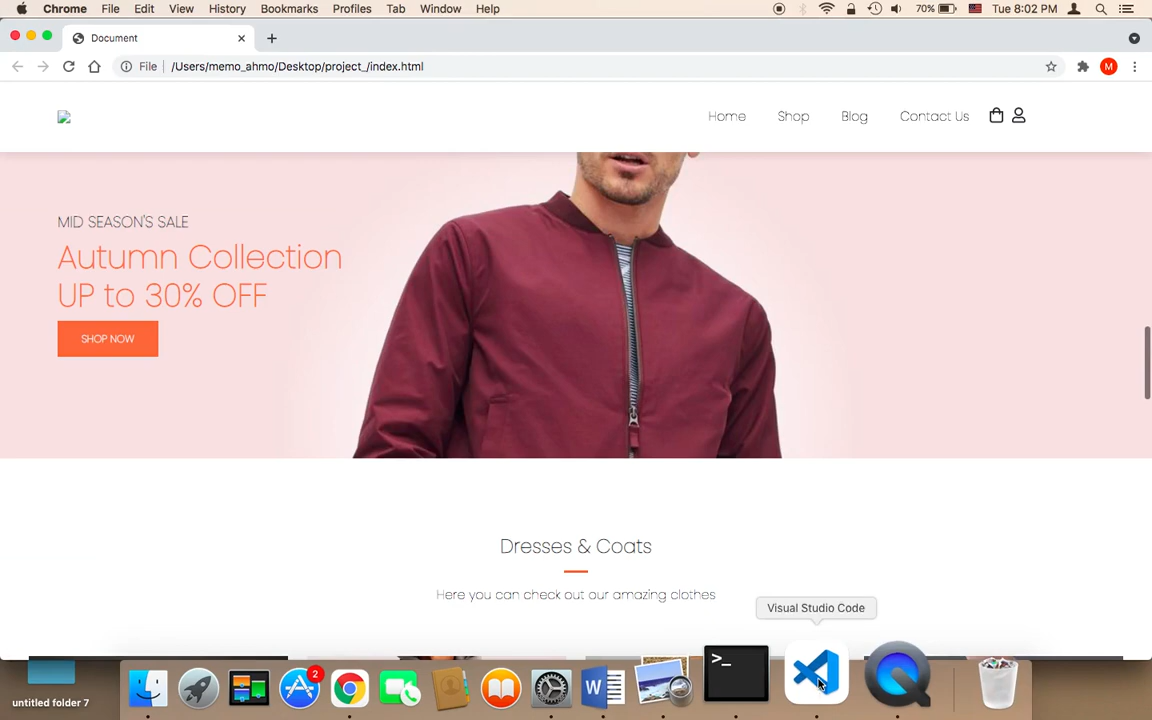 Chrome File Edit View History Bookmarks Profiles Tab Window Help 70% Tue 8:02 PM
Document
File /Users/memo_ahmo/Desktop/project_/index.html M
Home Shop Blog Contact Us
MID SEASON'S SALE
Autumn Collection
UP to 30% OFF
SHOP NOW
Dresses & Coats
Here you can check out our amazing clothes
Visual Studio Code
2
W
>_
untitled folder 7